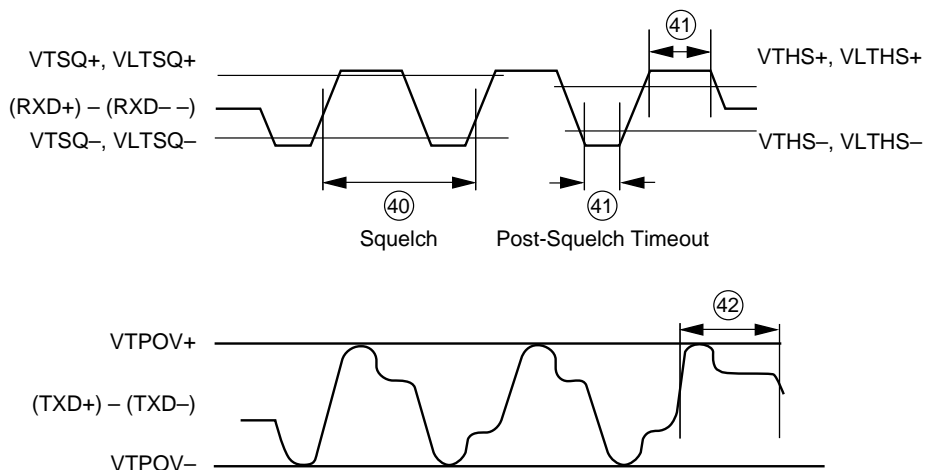 41
VTSQ+, VLTSQ+
VTHS+, VLTHS+
(RXD+) – (RXD– –)
VTSQ–, VLTSQ–
VTHS–, VLTHS–
40
41
Squelch
Post-Squelch Timeout
42
VTPOV+
(TXD+) – (TXD–)
VTPOV–